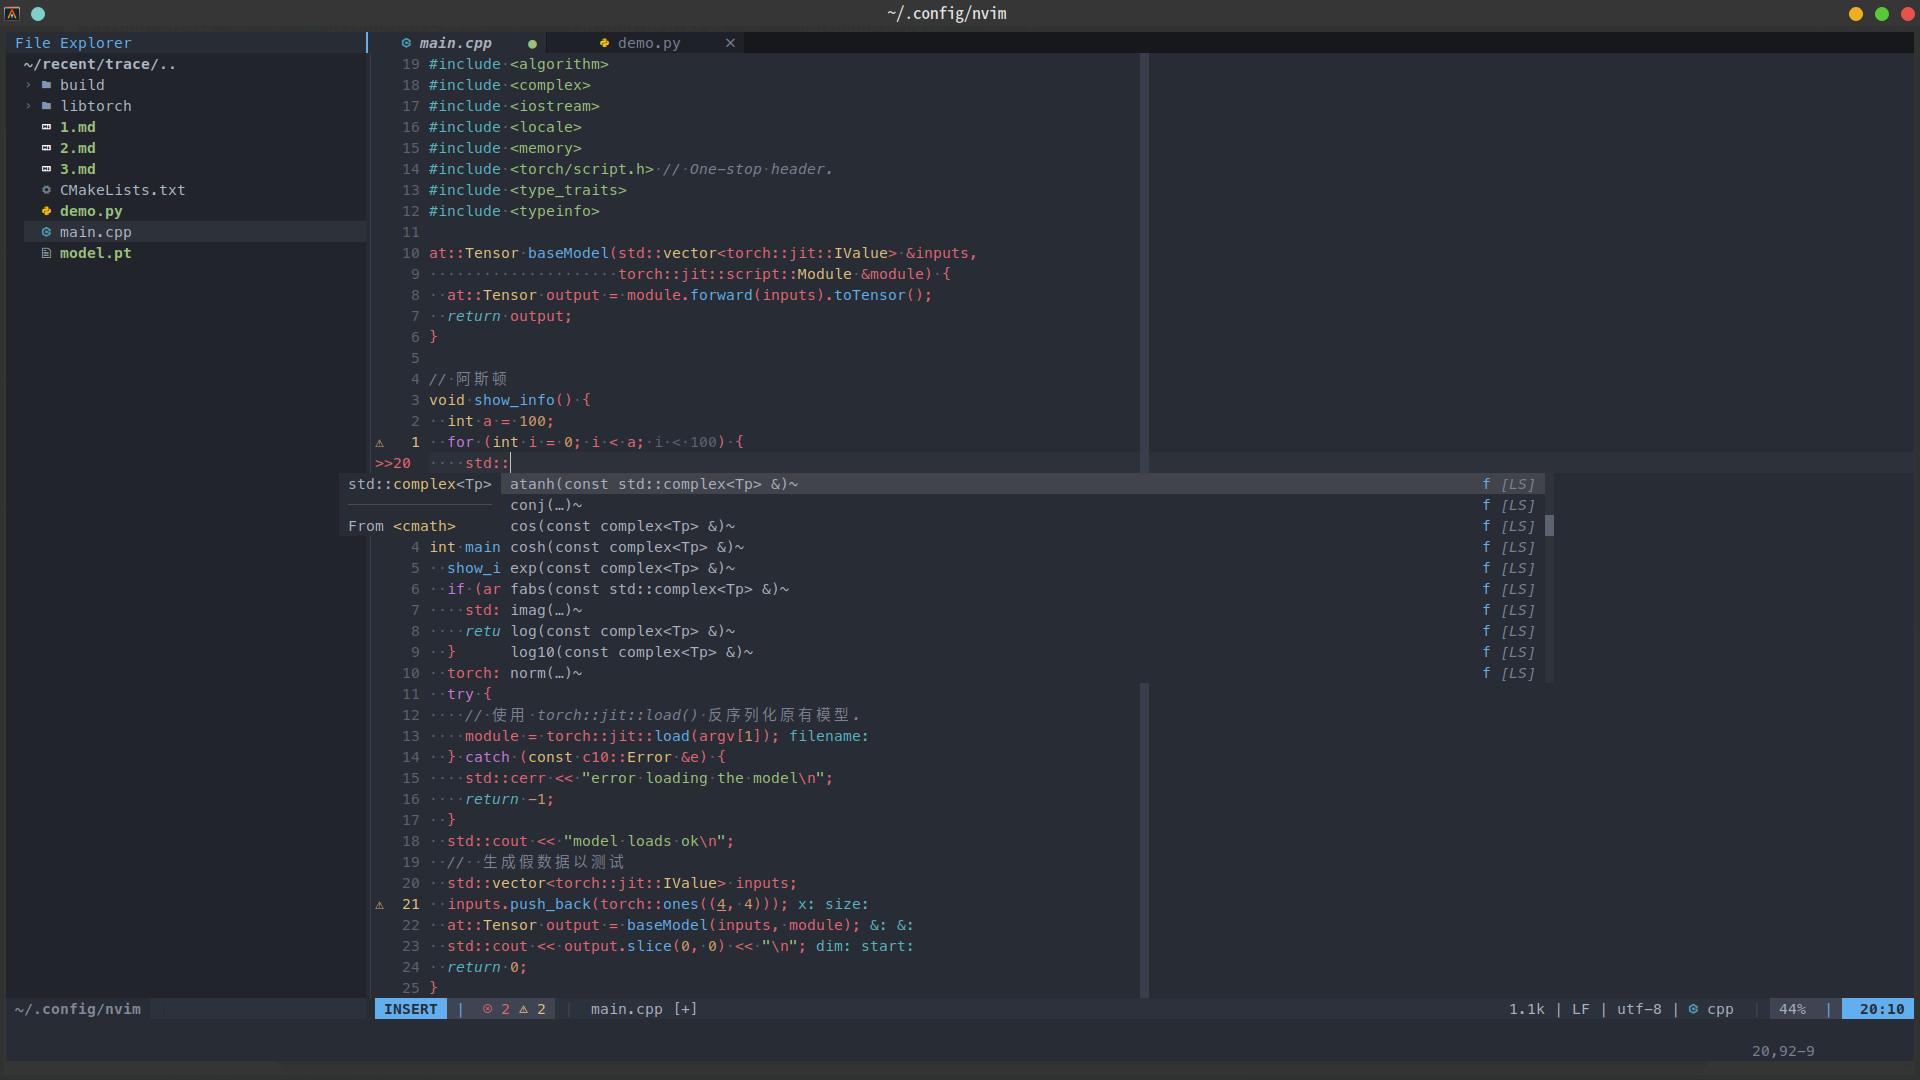 ~/.config/nvim
File Explorer
main.cpp ● demo.py ×
~/recent/trace/..
› build
› libtorch
1.md
2.md
3.md
CMakeLists.txt
demo.py
main.cpp
model.pt
19 #include <algorithm>
18 #include <complex>
17 #include <iostream>
16 #include <locale>
15 #include <memory>
14 #include <torch/script.h> // One-stop header.
13 #include <type_traits>
12 #include <typeinfo>
11
10 at::Tensor baseModel(std::vector<torch::jit::IValue> &inputs,
9 ·····················torch::jit::script::Module &module) {
8 ··at::Tensor output = module.forward(inputs).toTensor();
7 ··return output;
6 }
5
4 // 阿斯顿
3 void show_info() {
2 ··int a = 100;
⚠ 1 ··for (int i = 0; i < a; i < 100) {
>>20 ····std::
std::complex<Tp> atanh(const std::complex<Tp> &)~ f [LS]
conj(…)~ f [LS]
From <cmath> cos(const complex<Tp> &)~ f [LS]
4 int main cosh(const complex<Tp> &)~ f [LS]
5 ··show_i exp(const complex<Tp> &)~ f [LS]
6 ··if (ar fabs(const std::complex<Tp> &)~ f [LS]
7 ····std: imag(…)~ f [LS]
8 ····retu log(const complex<Tp> &)~ f [LS]
9 ··} log10(const complex<Tp> &)~ f [LS]
10 ··torch: norm(…)~ f [LS]
11 ··try {
12 ····// 使用 torch::jit::load() 反序列化原有模型.
13 ····module = torch::jit::load(argv[1]); filename:
14 ··} catch (const c10::Error &e) {
15 ····std::cerr << "error loading the model\n";
16 ····return -1;
17 ··}
18 ··std::cout << "model loads ok\n";
19 ··// 生成假数据以测试
20 ··std::vector<torch::jit::IValue> inputs;
⚠ 21 ··inputs.push_back(torch::ones((4, 4))); x: size:
22 ··at::Tensor output = baseModel(inputs, module); &: &:
23 ··std::cout << output.slice(0, 0) << "\n"; dim: start:
24 ··return 0;
25 }
~/.config/nvim INSERT | ⊗ 2 ⚠ 2 | main.cpp [+] 1.1k | LF | utf-8 | cpp | 44% | 20:10
20,92-9